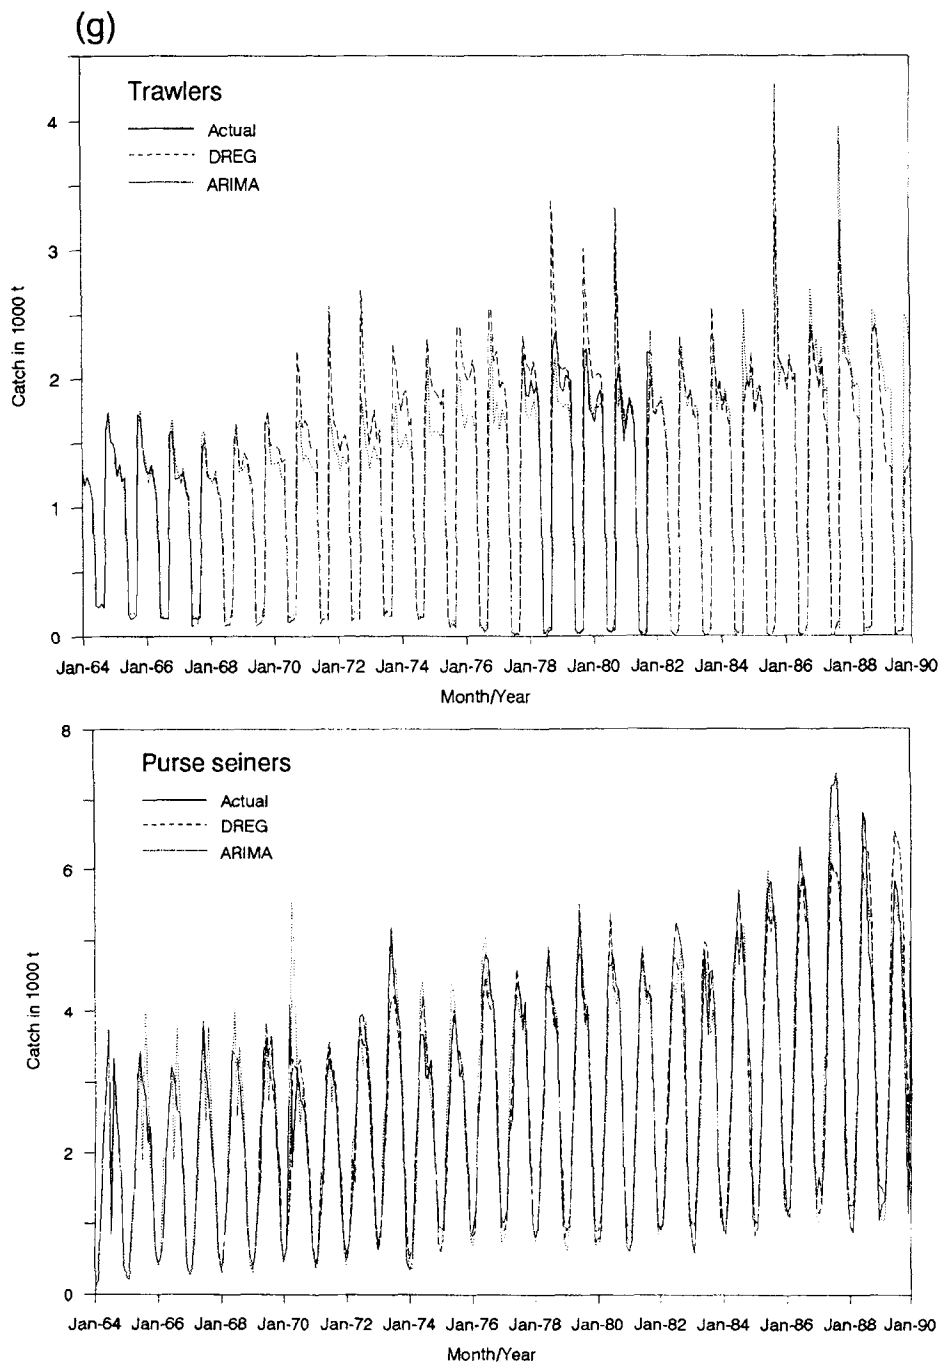 (g)
Trawlers
Actual
DREG
ARIMA
4
3
2
1
0
Catch in 1000 t
Jan-64 Jan-66 Jan-68 Jan-70 Jan-72 Jan-74 Jan-76 Jan-78 Jan-80 Jan-82 Jan-84 Jan-86 Jan-88 Jan-90
Month/Year
Purse seiners
Actual
DREG
ARIMA
8
6
4
2
0
Catch in 1000 t
Jan-64 Jan-66 Jan-68 Jan-70 Jan-72 Jan-74 Jan-76 Jan-78 Jan-80 Jan-82 Jan-84 Jan-86 Jan-88 Jan-90
Month/Year